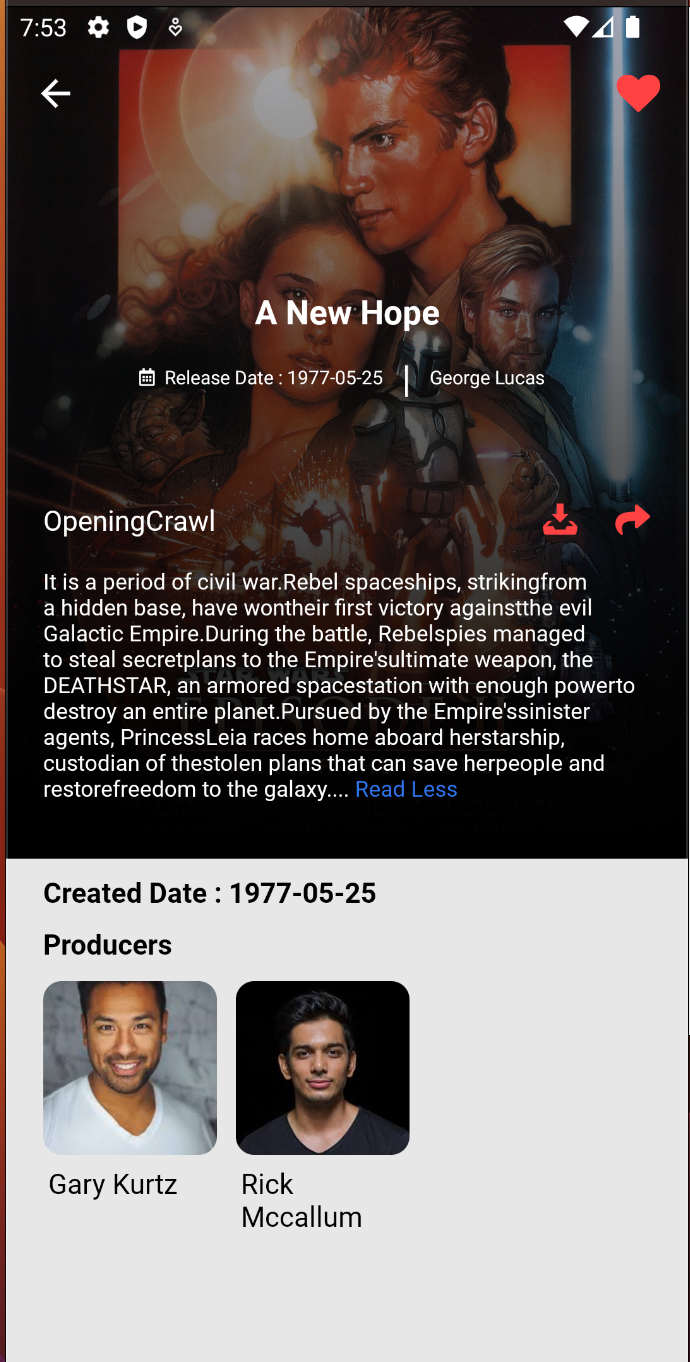 7:53
A New Hope
Release Date : 1977-05-25 | George Lucas
OpeningCrawl
It is a period of civil war.Rebel spaceships, strikingfrom
a hidden base, have wontheir first victory againstthe evil
Galactic Empire.During the battle, Rebelspies managed
to steal secretplans to the Empire'sultimate weapon, the
DEATHSTAR, an armored spacestation with enough powerto
destroy an entire planet.Pursued by the Empire'ssinister
agents, PrincessLeia races home aboard herstarship,
custodian of thestolen plans that can save herpeople and
restorefreedom to the galaxy.... Read Less
STAR WARS
Created Date : 1977-05-25
Producers
Gary Kurtz
Rick
Mccallum